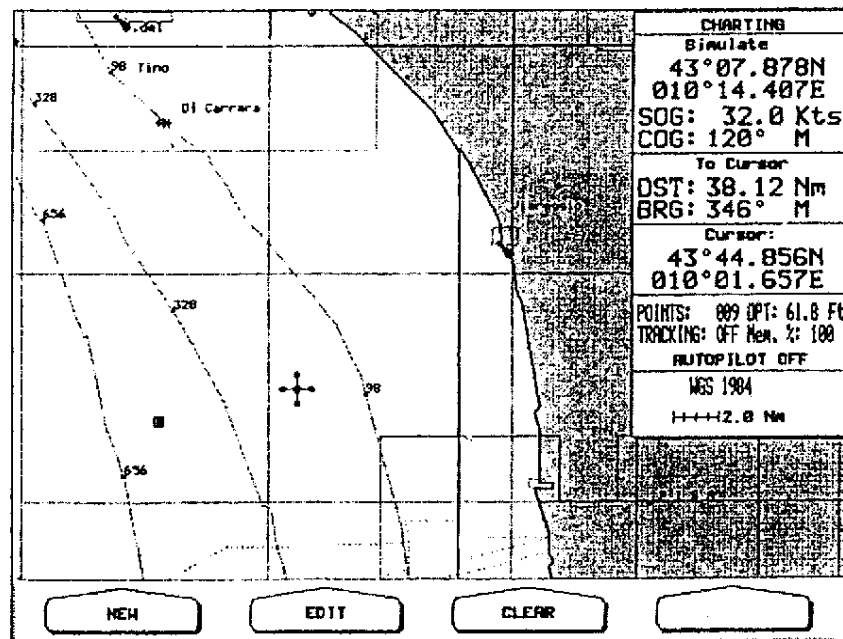 CHARTING
Simulate
43°07.878N
010°14.407E
SOG: 32.0 Kts
COG: 120° M
To Cursor
DST: 38.12 Nm
BRG: 346° M
Cursor:
43°44.856N
010°01.657E
POINTS: 009 DPT: 61.8 Ft
TRACKING: OFF Mem. %: 100
AUTOPILOT OFF
WGS 1984
2.0 Nm
98 Tino
328
Di Carrara
656
328
98
656
NEW
EDIT
CLEAR